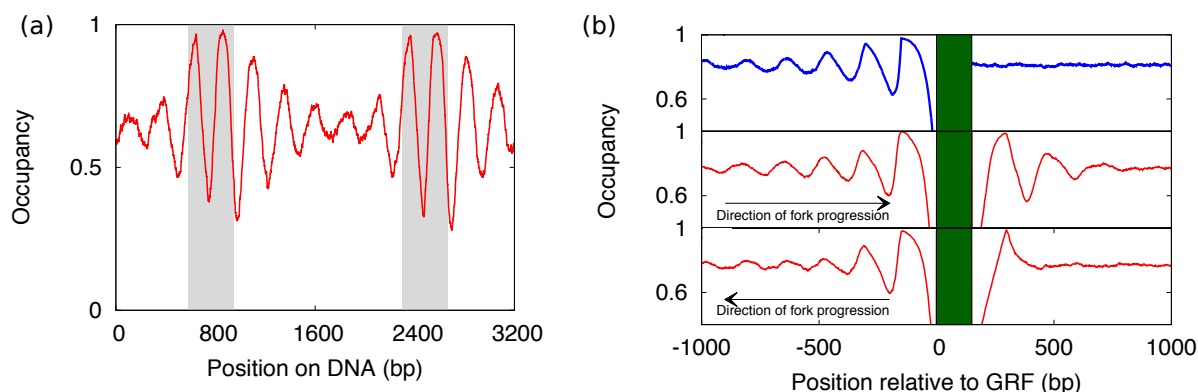 (a)
1
0.5
0
Occupancy
0
800
1600
2400
3200
Position on DNA (bp)
(b)
1
0.6
1
0.6
1
0.6
Occupancy
Direction of fork progression
Direction of fork progression
-1000
-500
0
500
1000
Position relative to GRF (bp)